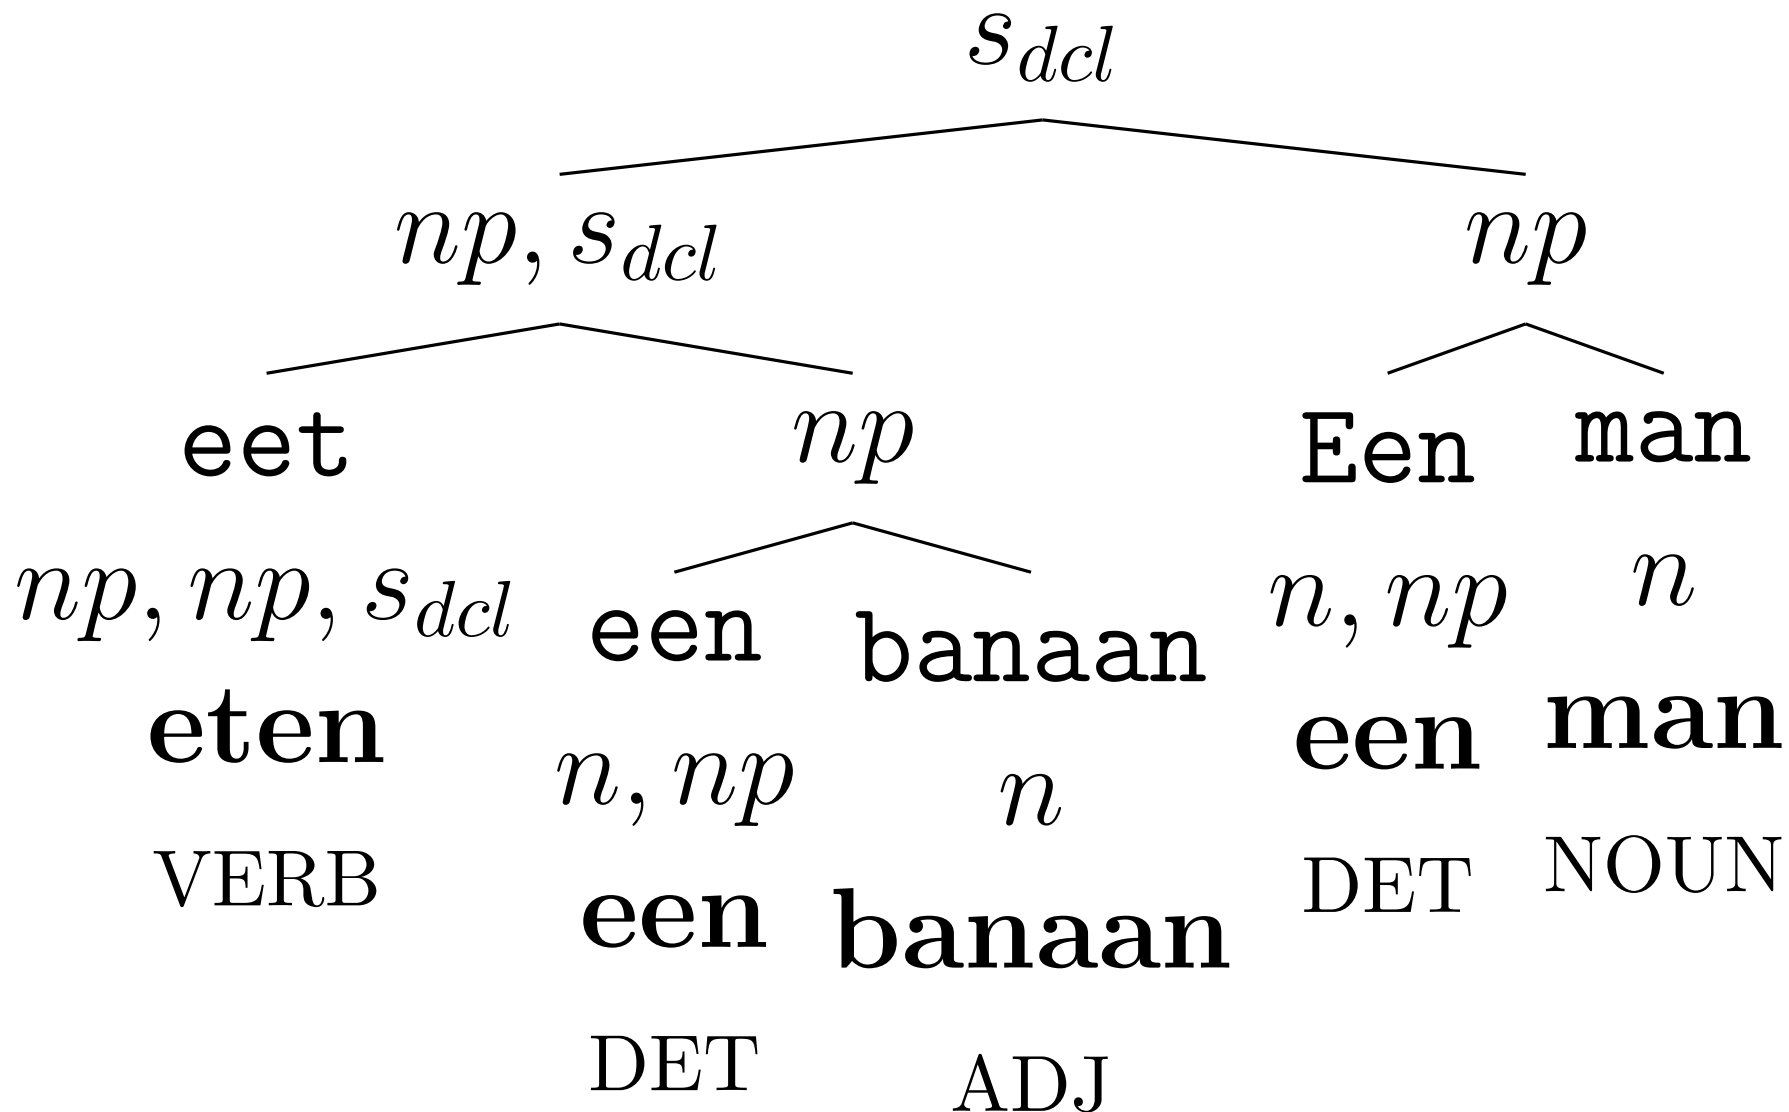 s_dcl
np, s_dcl np
eet np Een man
np, np, s_dcl een banaan n, np n
eten n, np n een man
VERB een banaan DET NOUN
DET ADJ